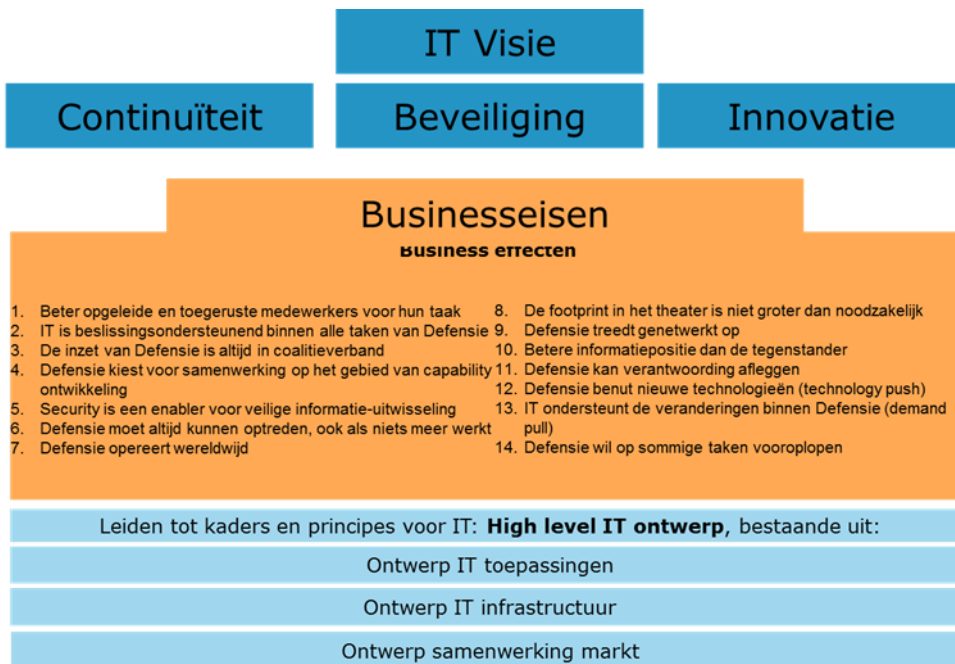 IT Visie
Continuïteit
Beveiliging
Innovatie
Businesseisen
Business effecten
1. Beter opgeleide en toegeruste medewerkers voor hun taak
2. IT is beslissingsondersteunend binnen alle taken van Defensie
3. De inzet van Defensie is altijd in coalitieverband
4. Defensie kiest voor samenwerking op het gebied van capability
ontwikkeling
5. Security is een enabler voor veilige informatie-uitwisseling
6. Defensie moet altijd kunnen optreden, ook als niets meer werkt
7. Defensie opereert wereldwijd
8. De footprint in het theater is niet groter dan noodzakelijk
9. Defensie treedt genetwerkt op
10. Betere informatiepositie dan de tegenstander
11. Defensie kan verantwoording afleggen
12. Defensie benut nieuwe technologieën (technology push)
13. IT ondersteunt de veranderingen binnen Defensie (demand
pull)
14. Defensie wil op sommige taken vooroplopen
Leiden tot kaders en principes voor IT: High level IT ontwerp, bestaande uit:
Ontwerp IT toepassingen
Ontwerp IT infrastructuur
Ontwerp samenwerking markt